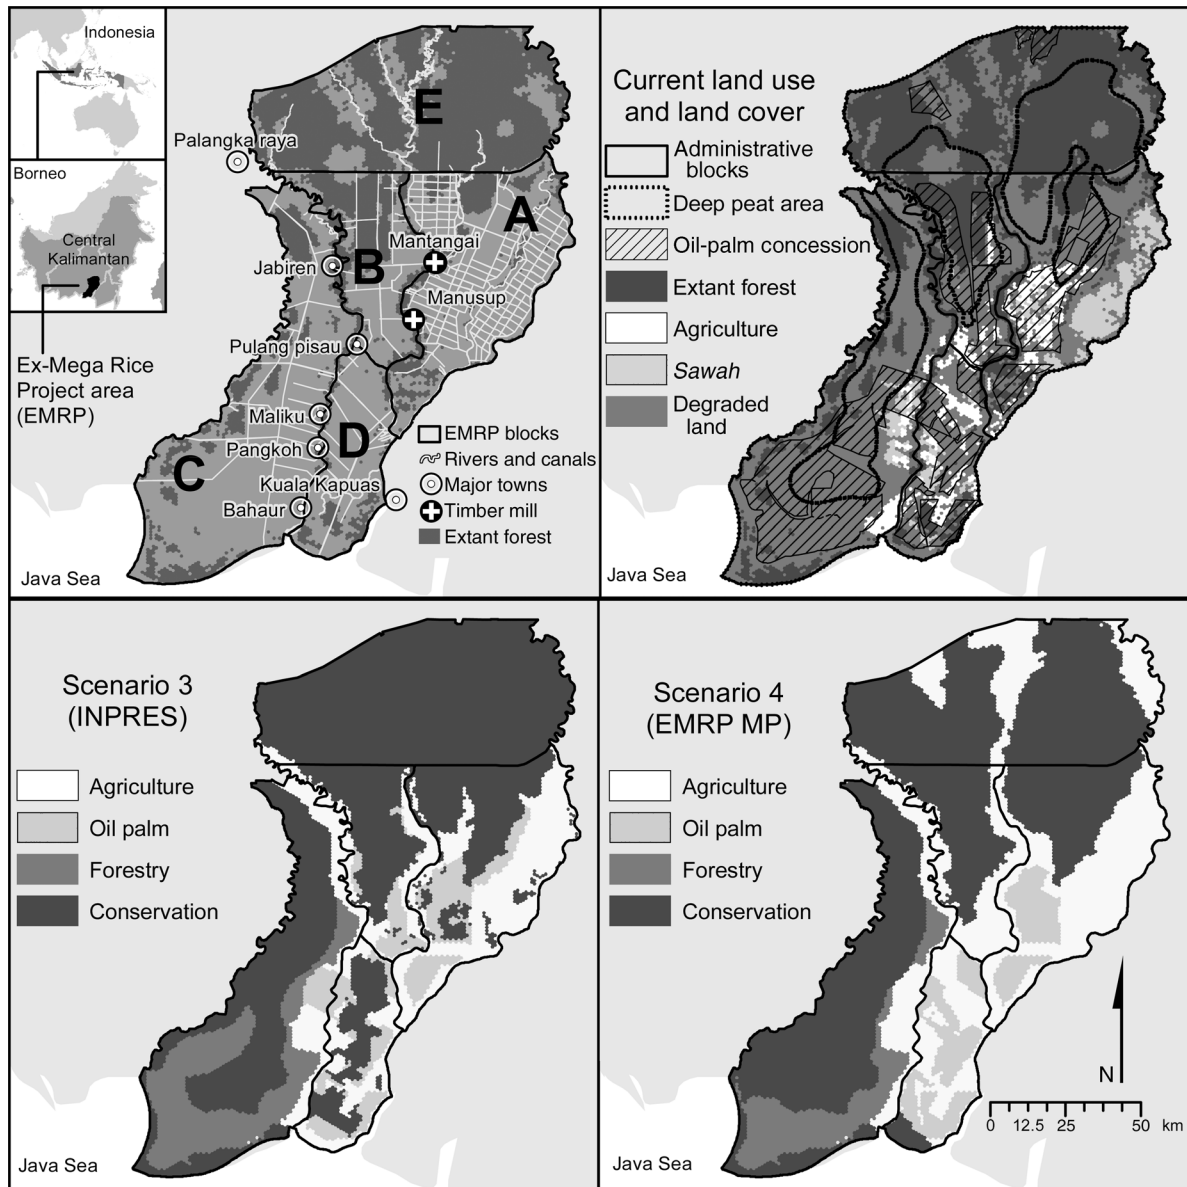 Indonesia
Borneo
Central
Kalimantan
Ex-Mega Rice
Project area
(EMRP)
Java Sea
Palangka raya
E
A
B
Mantangai
Jabiren
Manusup
Pulang pisau
Maliku
D
Pangkoh
C
Kuala Kapuas
Bahaur
EMRP blocks
Rivers and canals
Major towns
Timber mill
Extant forest
Current land use
and land cover
Administrative
blocks
Deep peat area
Oil-palm concession
Extant forest
Agriculture
Sawah
Degraded
land
Java Sea
Scenario 3
(INPRES)
Agriculture
Oil palm
Forestry
Conservation
Java Sea
Scenario 4
(EMRP MP)
Agriculture
Oil palm
Forestry
Conservation
N
0 12.5 25 50 km
Java Sea